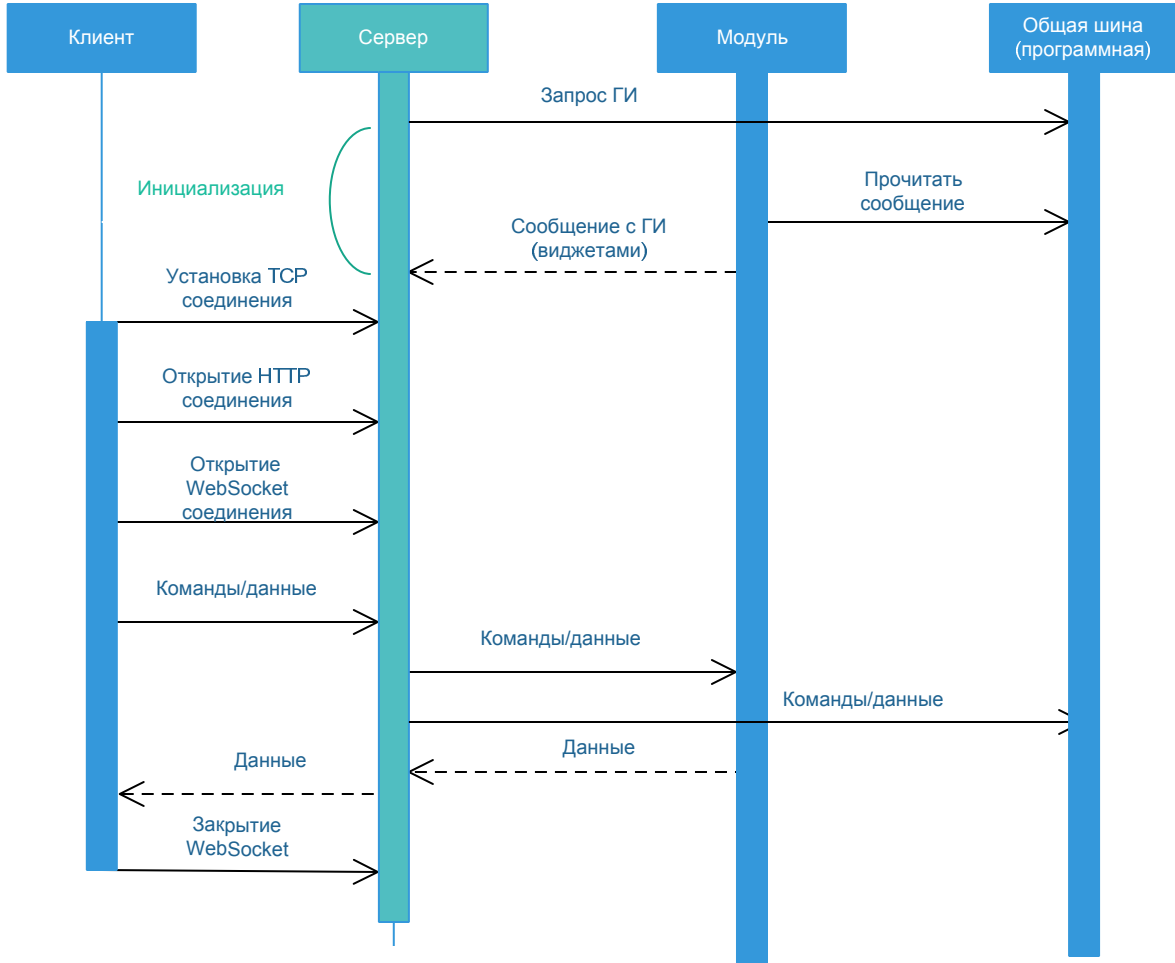 Клиент
Сервер
Модуль
Общая шина
(программная)
Запрос ГИ
Инициализация
Прочитать
сообщение
Сообщение с ГИ
(виджетами)
Установка TCP
соединения
Открытие HTTP
соединения
Открытие
WebSocket
соединения
Команды/данные
Команды/данные
Команды/данные
Данные
Данные
Закрытие
WebSocket